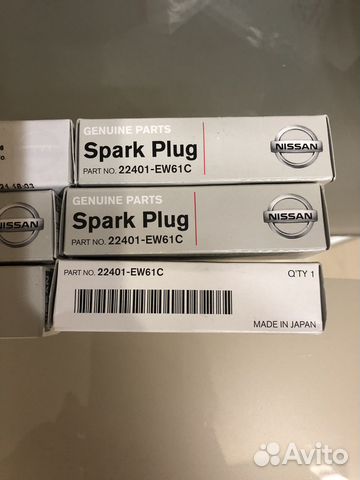 GENUINE PARTS
Spark Plug
PART NO. 22401-EW61C
NISSAN
GENUINE PARTS
Spark Plug
PART NO. 22401-EW61C
NISSAN
NISSAN
PART NO. 22401-EW61C
Q'TY 1
MADE IN JAPAN
Avito